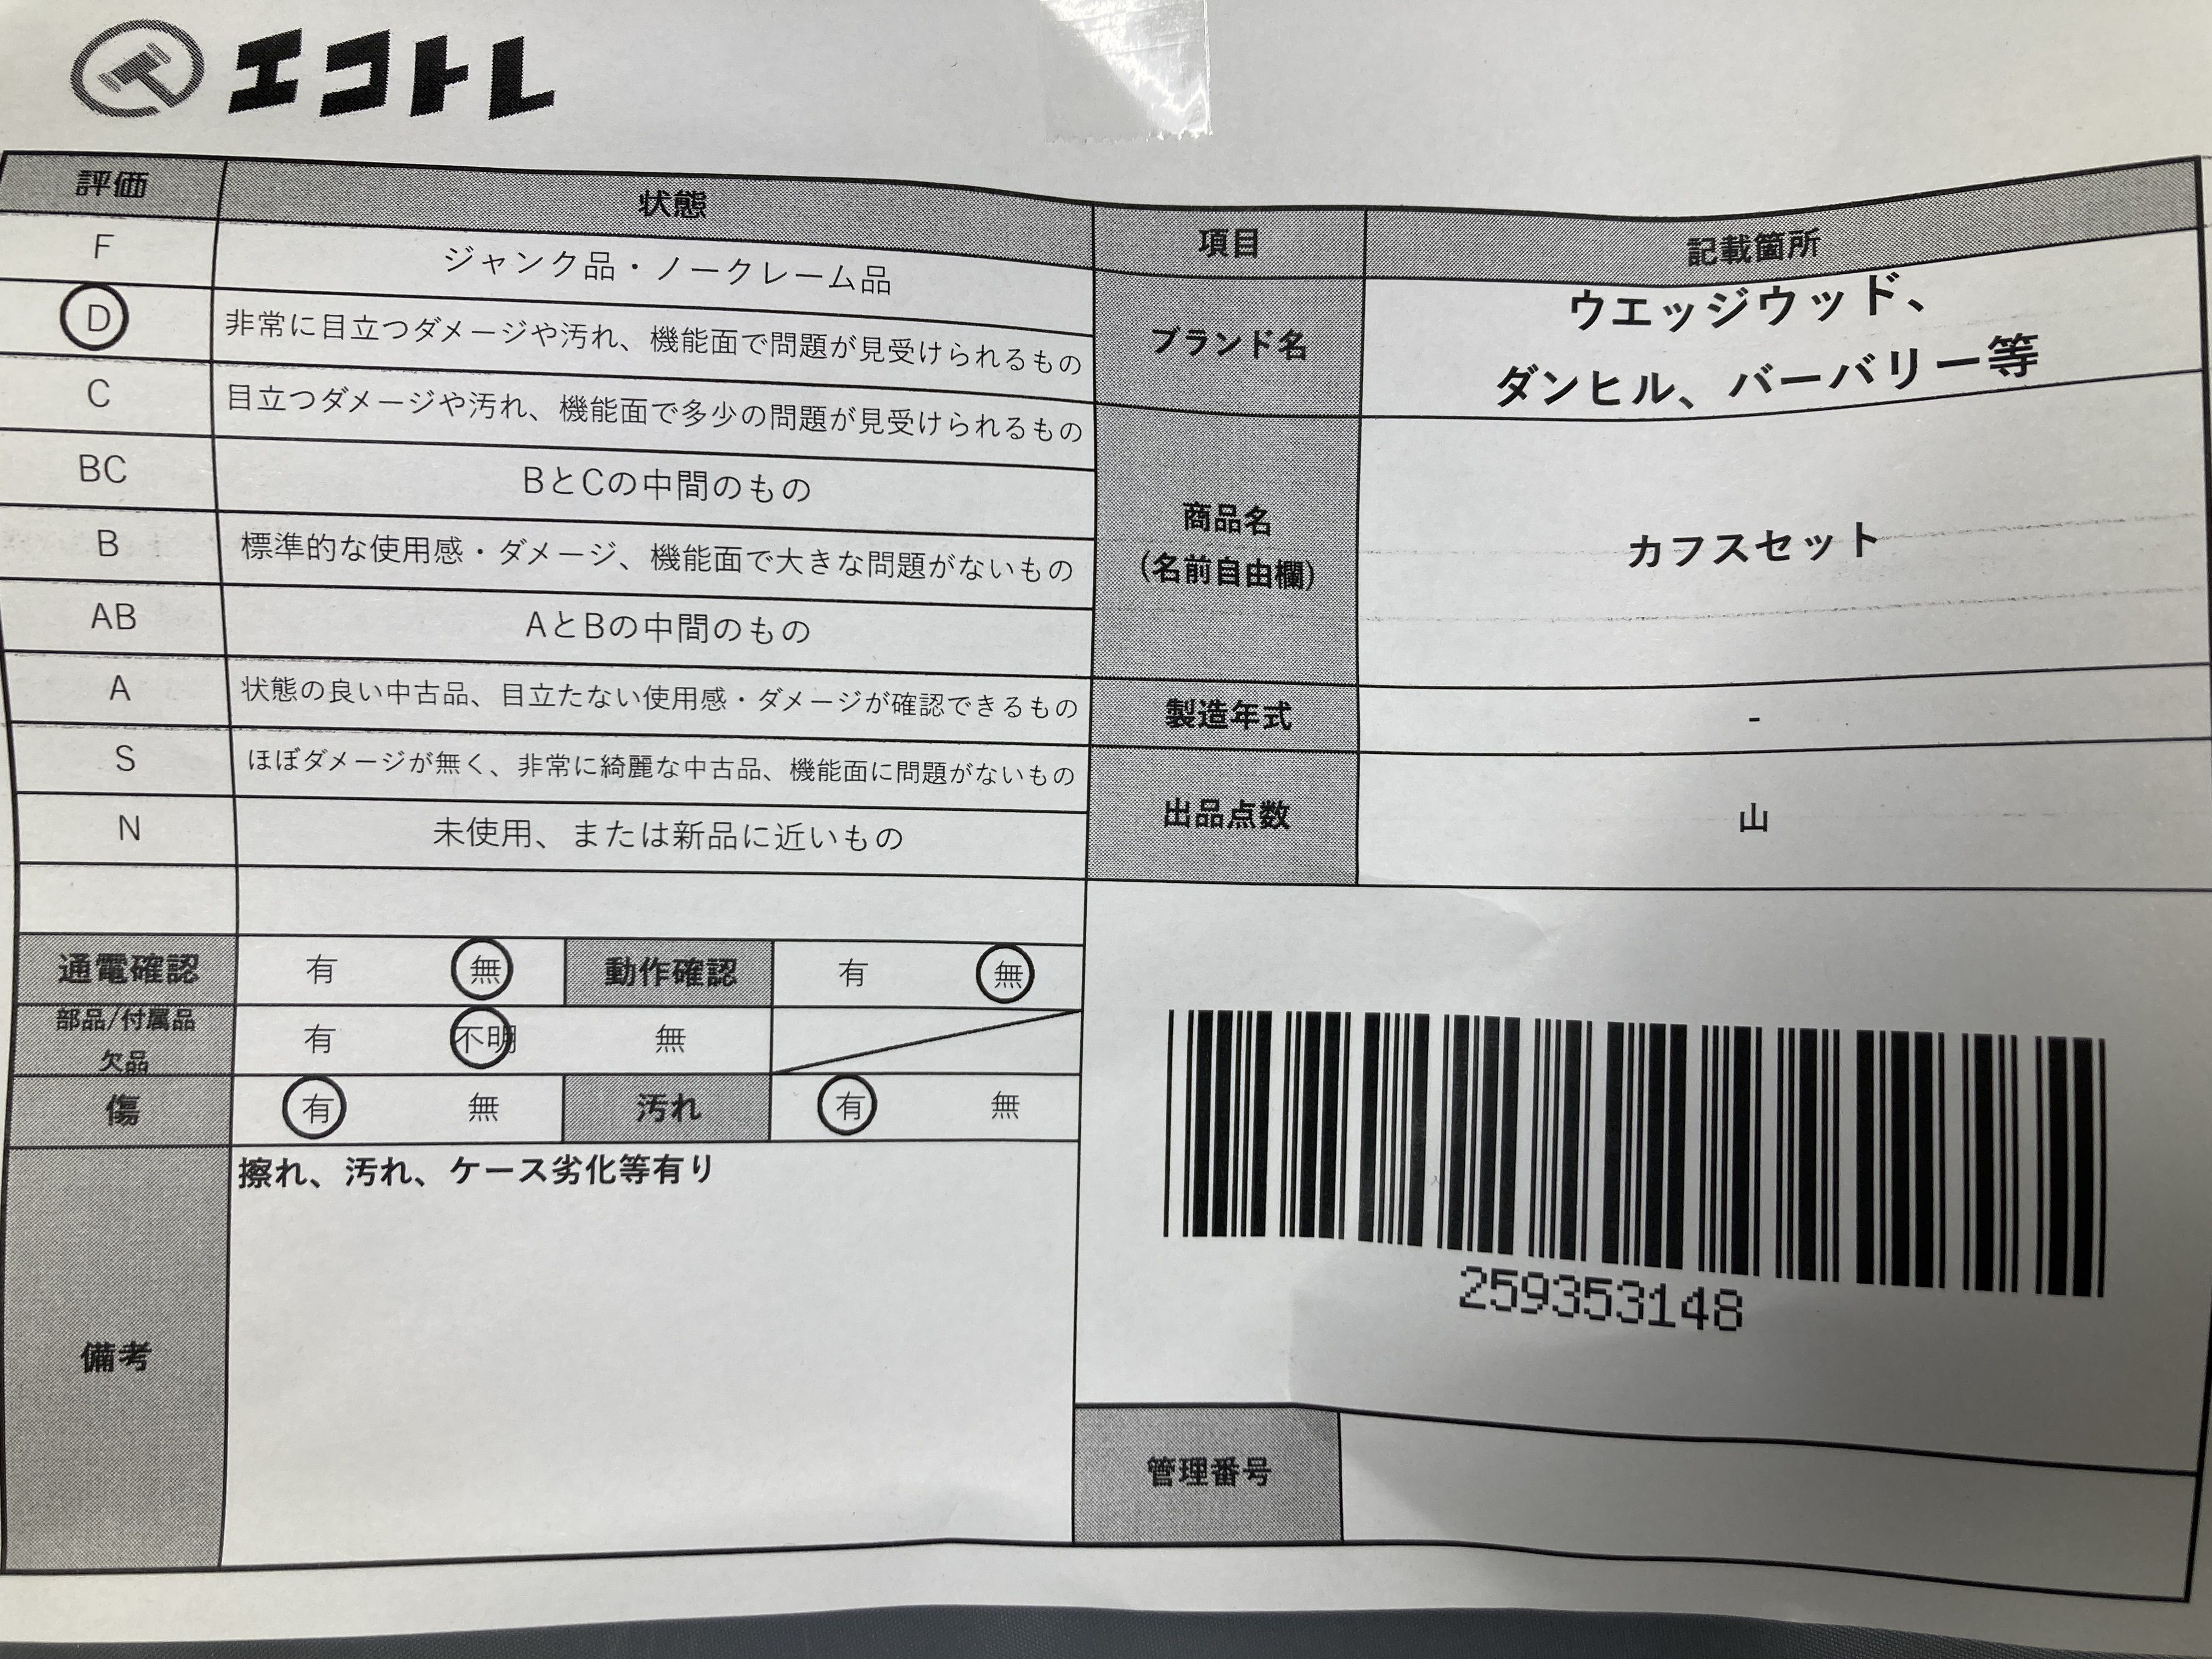 エコトレ
評価 状態
F ジャンク品・ノークレーム品
D 非常に目立つダメージや汚れ、機能面で問題が見受けられるもの
C 目立つダメージや汚れ、機能面で多少の問題が見受けられるもの
BC BとCの中間のもの
B 標準的な使用感・ダメージ、機能面で大きな問題がないもの
AB AとBの中間のもの
A 状態の良い中古品、目立たない使用感・ダメージが確認できるもの
S ほぼダメージが無く、非常に綺麗な中古品、機能面に問題がないもの
N 未使用、または新品に近いもの
通電確認 有 無 動作確認 有 無
部品/付属品
欠品
有 不明 無
傷 有 無 汚れ 有 無
備考
擦れ、汚れ、ケース劣化等有り
項目 記載箇所
ブランド名
ウエッジウッド、
ダンヒル、バーバリー等
商品名
(名前自由欄)
カフスセット
製造年式 -
出品点数 山
259353148
管理番号